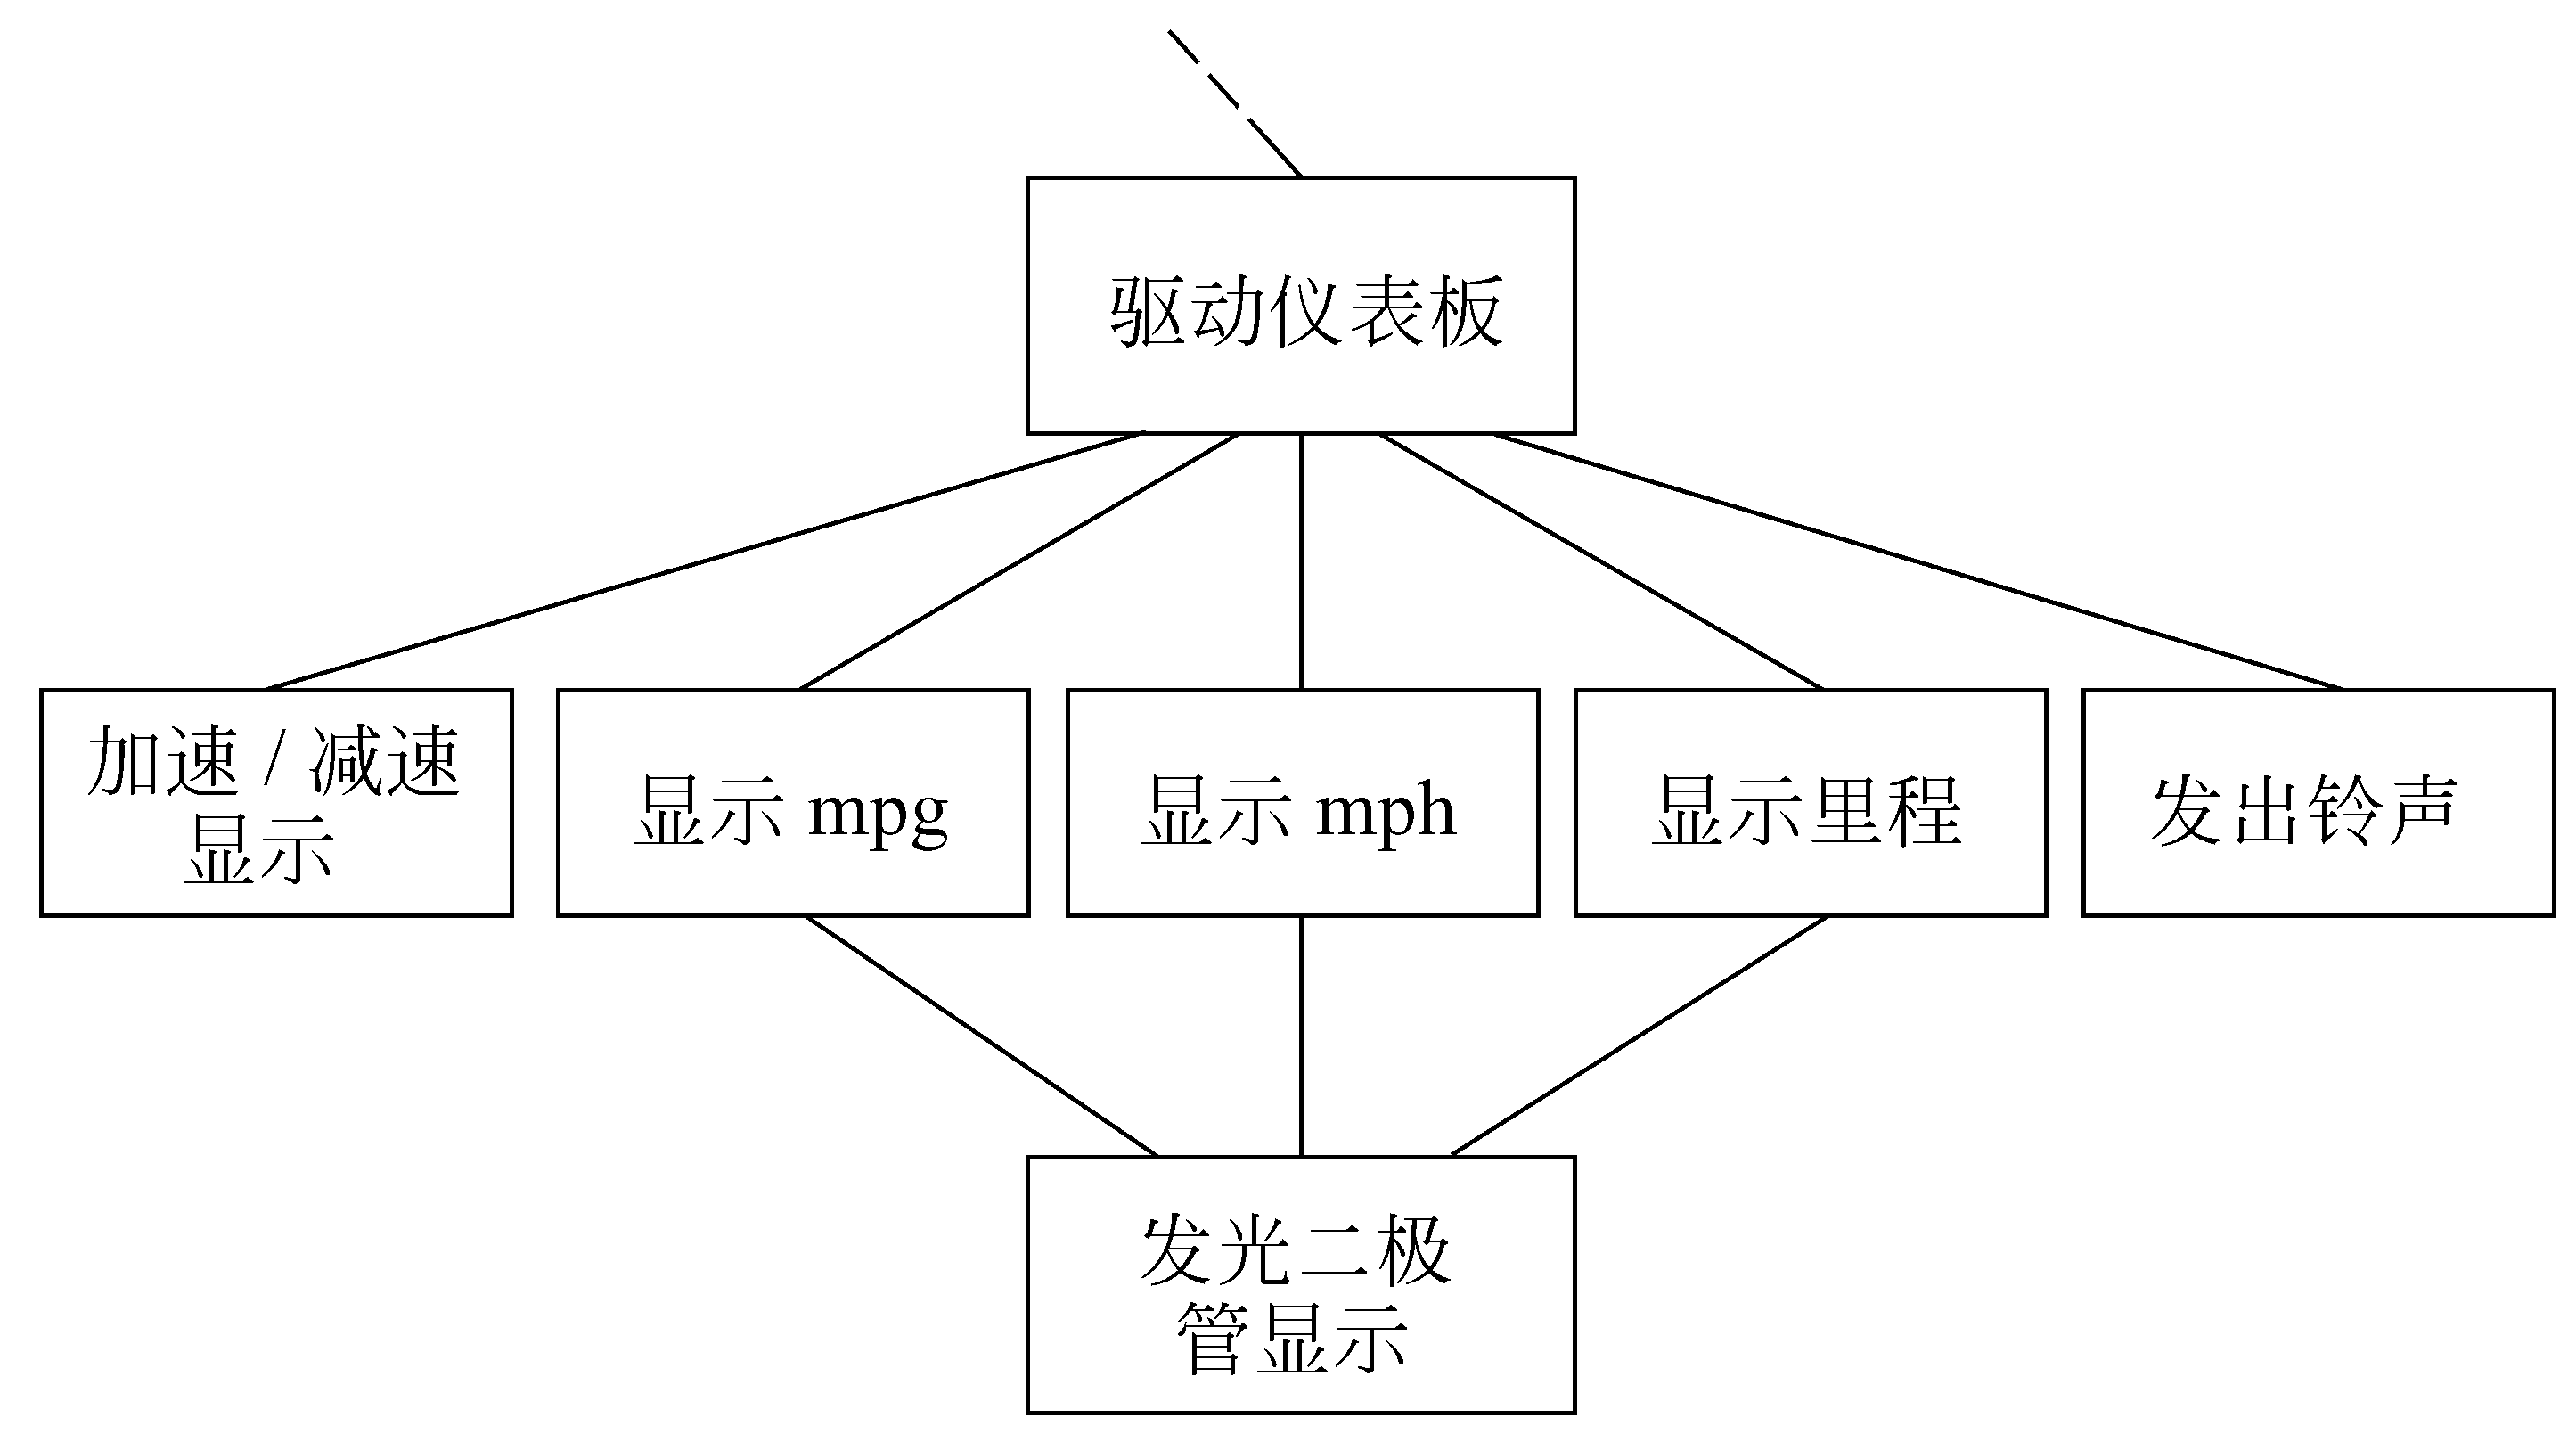 驱动仪表板
加速 / 减速
显示
显示 mpg
显示 mph
显示里程
发出铃声
发光二极
管显示